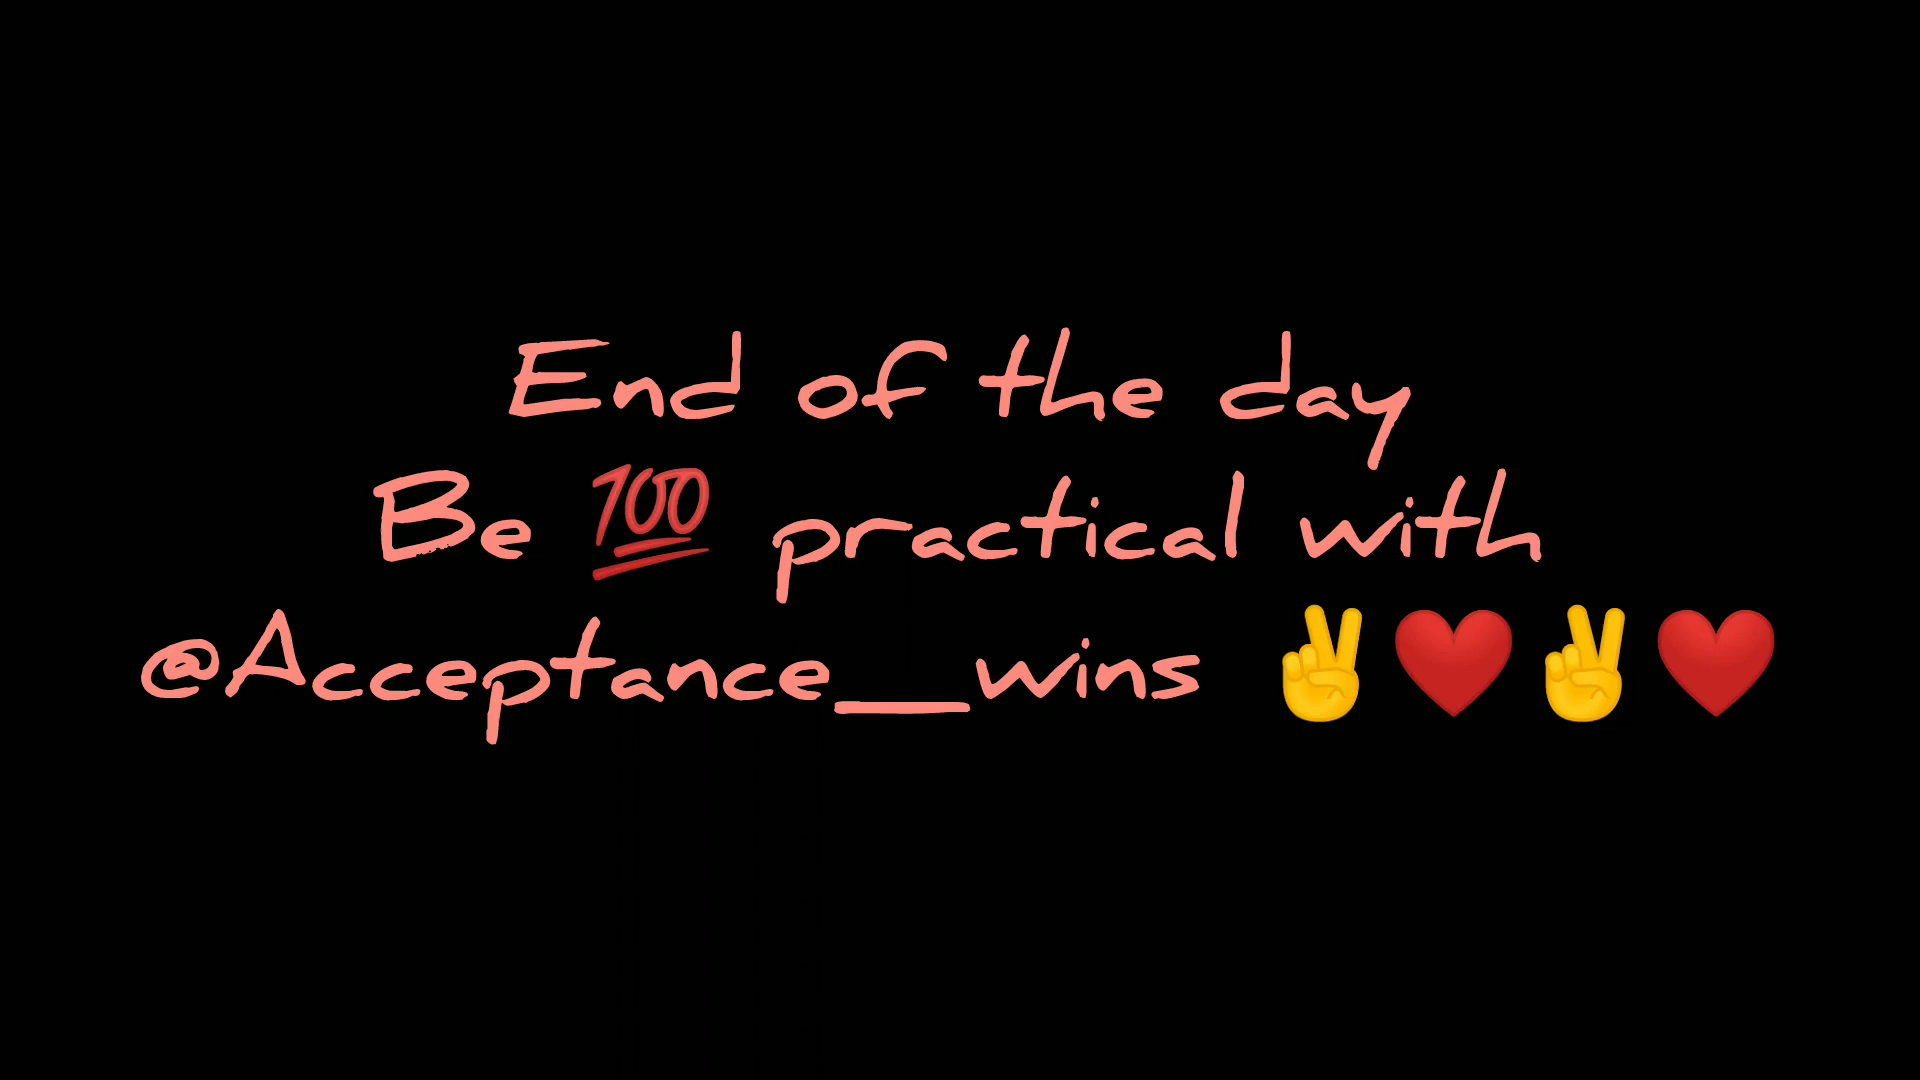 End of the day
Be 💯 practical with
@Acceptance__wins ✌️❤️✌️❤️